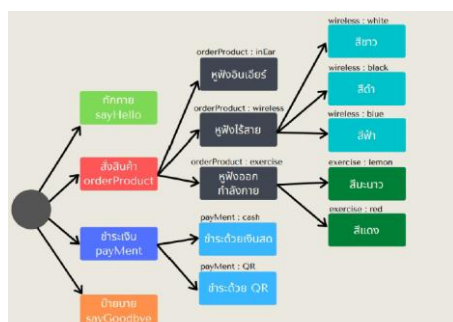 wireless : white
สีขาว
orderProduct : inEar
หูฟังอินเอียร์
wireless : black
สีดำ
ทักทาย
sayHello
orderProduct : wireless
หูฟังไร้สาย
wireless : blue
สีฟ้า
สั่งสินค้า
orderProduct
orderProduct : exercise
หูฟังออก
กำลังกาย
exercise : lemon
สีมะนาว
exercise : red
สีแดง
ชำระเงิน
payMent
payMent : cash
ชำระด้วยเงินสด
payMent : QR
ชำระด้วย QR
บ๊ายบาย
sayGoodbye